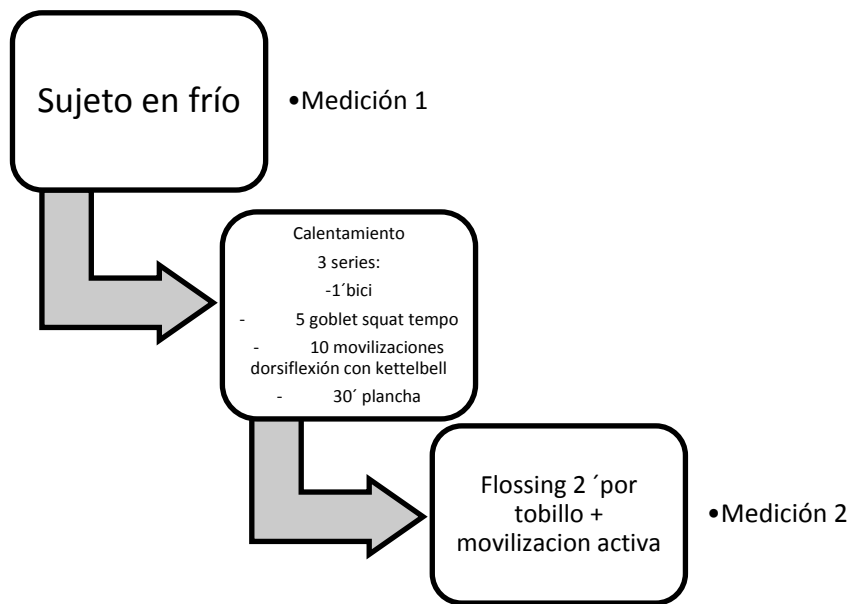 Sujeto en frío
•Medición 1
Calentamiento
3 series:
-1´bici
- 5 goblet squat tempo
- 10 movilizaciones
dorsiflexión con kettelbell
- 30´ plancha
Flossing 2 ´por
tobillo +
movilizacion activa
•Medición 2